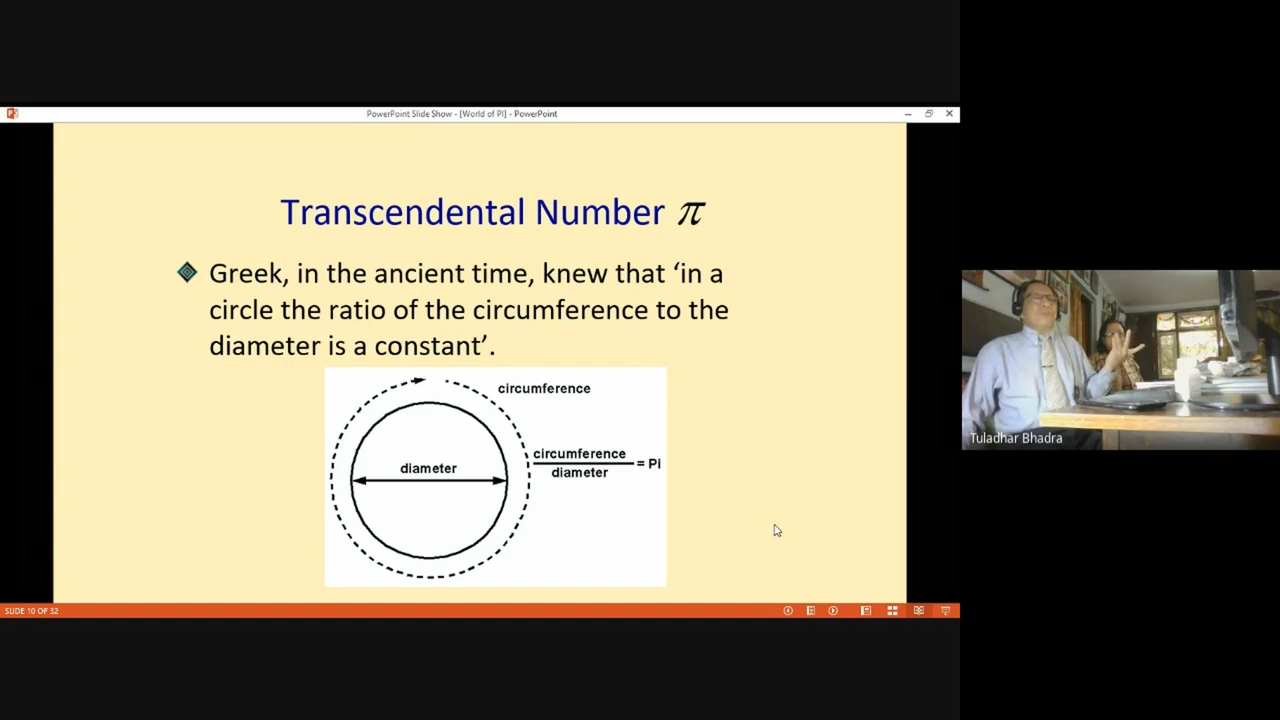 PowerPoint Slide Show - [World of PI] - PowerPoint
Transcendental Number π
Greek, in the ancient time, knew that ‘in a
circle the ratio of the circumference to the
diameter is a constant’.
circumference
diameter
circumference
diameter
= Pi
Tuladhar Bhadra
SLIDE 10 OF 32